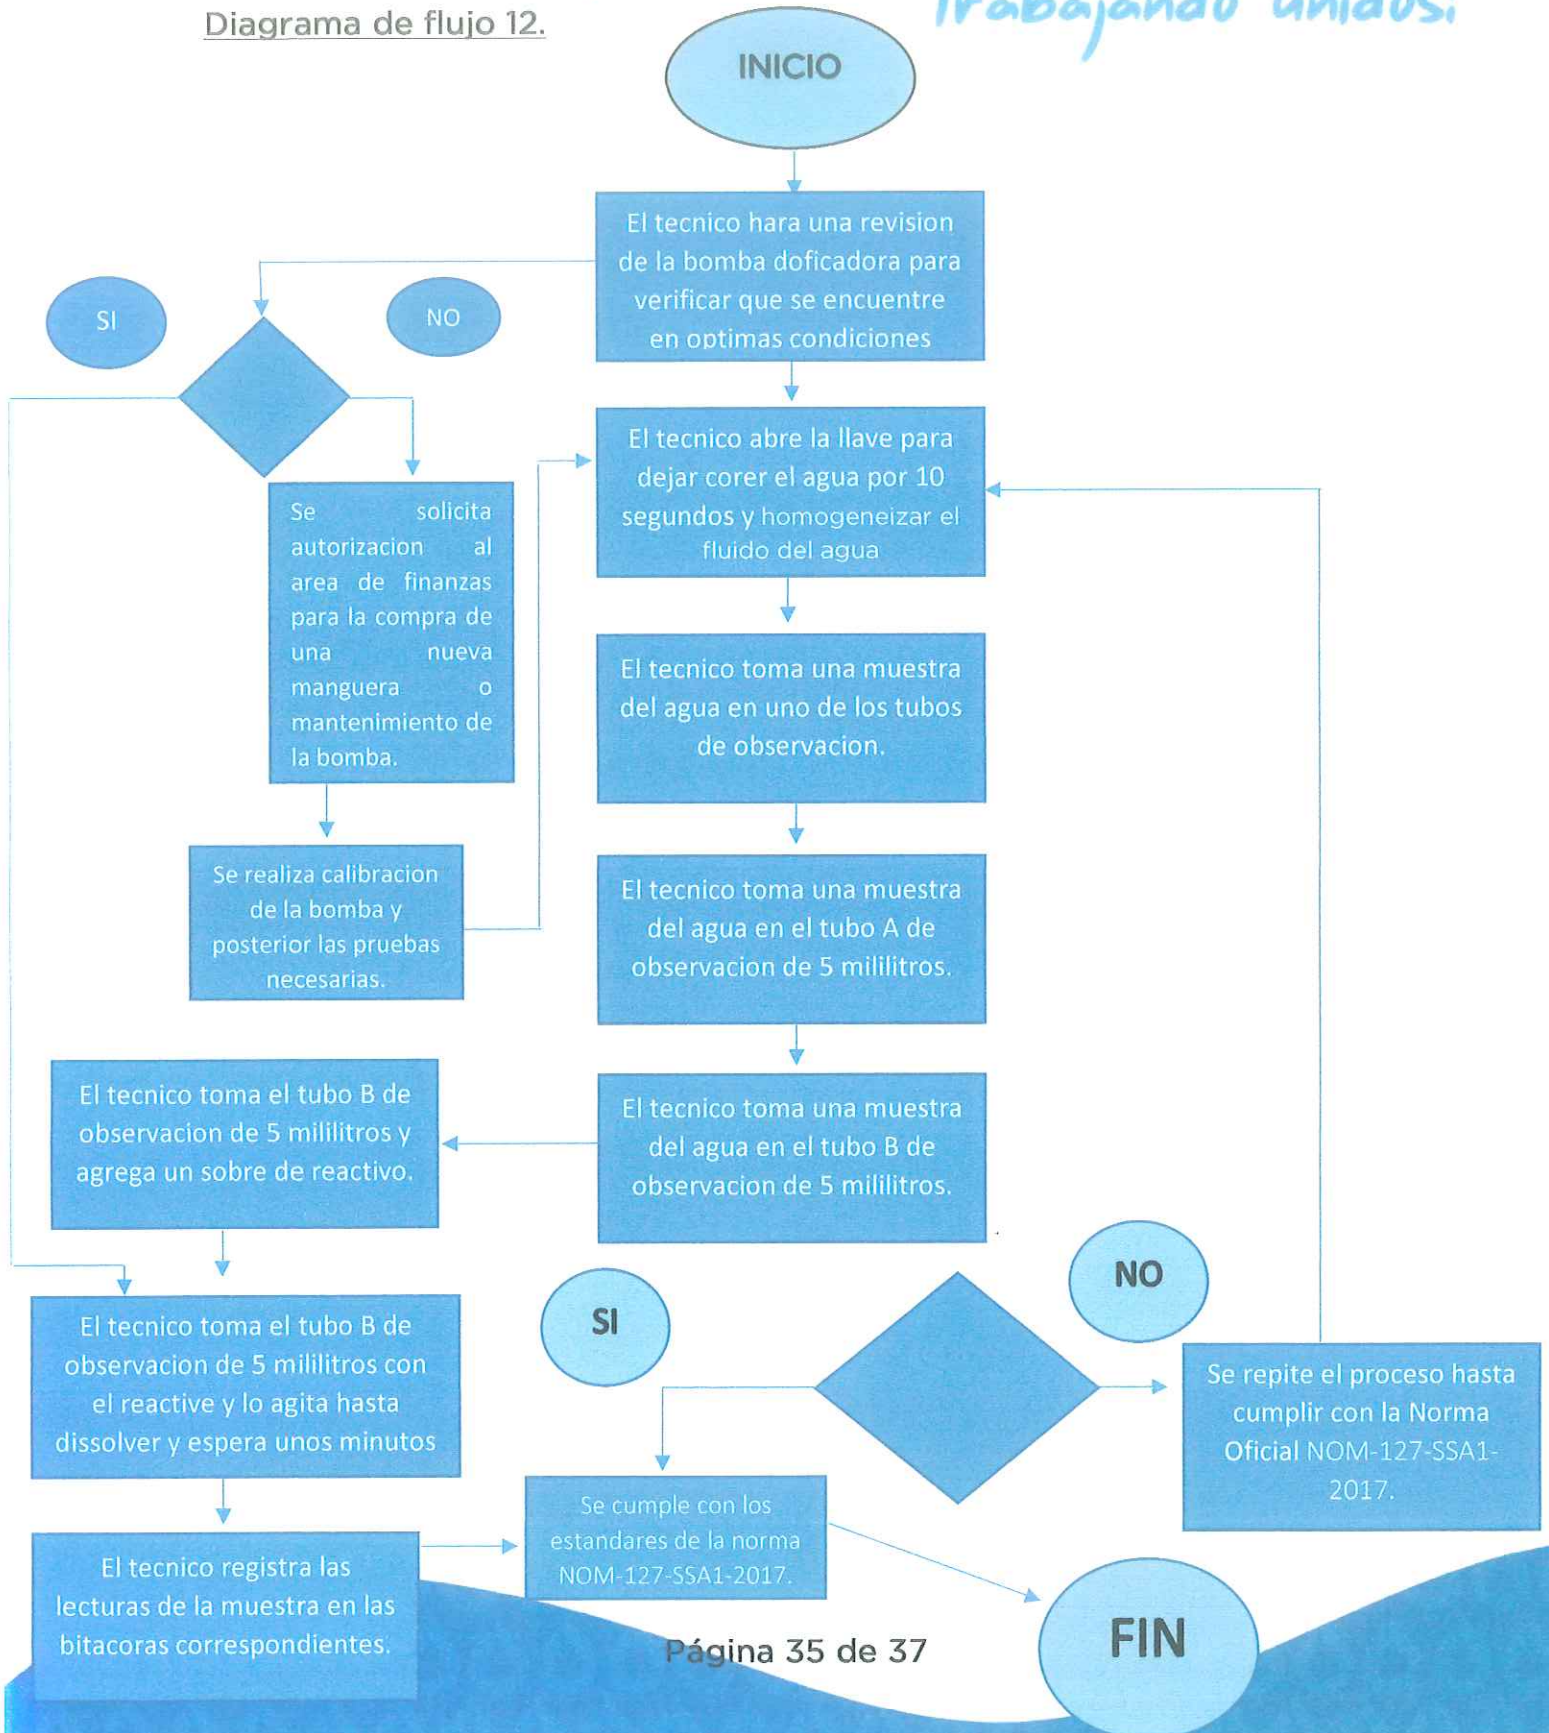 Diagrama de flujo 12.
Trabajando unidos.
INICIO
El tecnico hara una revision
de la bomba doficadora para
verificar que se encuentre
en optimas condiciones
SI
NO
El tecnico abre la llave para
dejar corer el agua por 10
segundos y homogeneizar el
fluido del agua
Se solicita
autorizacion al
area de finanzas
para la compra de
una nueva
manguera o
mantenimiento de
la bomba.
El tecnico toma una muestra
del agua en uno de los tubos
de observacion.
Se realiza calibracion
de la bomba y
posterior las pruebas
necesarias.
El tecnico toma una muestra
del agua en el tubo A de
observacion de 5 mililitros.
El tecnico toma una muestra
del agua en el tubo B de
observacion de 5 mililitros.
El tecnico toma el tubo B de
observacion de 5 mililitros y
agrega un sobre de reactivo.
El tecnico toma el tubo B de
observacion de 5 mililitros con
el reactive y lo agita hasta
dissolver y espera unos minutos
SI
NO
Se repite el proceso hasta
cumplir con la Norma
Oficial NOM-127-SSA1-
2017.
El tecnico registra las
lecturas de la muestra en las
bitacoras correspondientes.
Se cumple con los
estandares de la norma
NOM-127-SSA1-2017.
FIN
Página 35 de 37